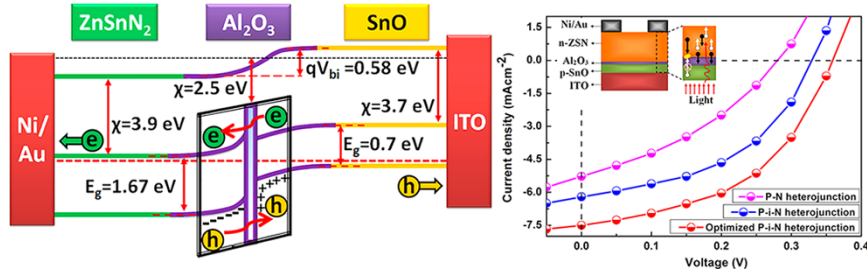 ZnSnN₂
Al₂O₃
SnO
qVbi=0.58 eV
χ=2.5 eV
χ=3.9 eV
χ=3.7 eV
Ni/
Au
ITO
e
e
Eg=0.7 eV
Eg=1.67 eV
h
h
- - - - -
+ + + + +
Current density (mAcm⁻²)
1.5
0.0
-1.5
-3.0
-4.5
-6.0
-7.5
Ni/Au
n-ZSN
Al₂O₃
p-SnO
ITO
Light
P-N heterojunction
P-i-N heterojunction
Optimized P-i-N heterojunction
0.0
0.1
0.2
0.3
0.4
Voltage (V)